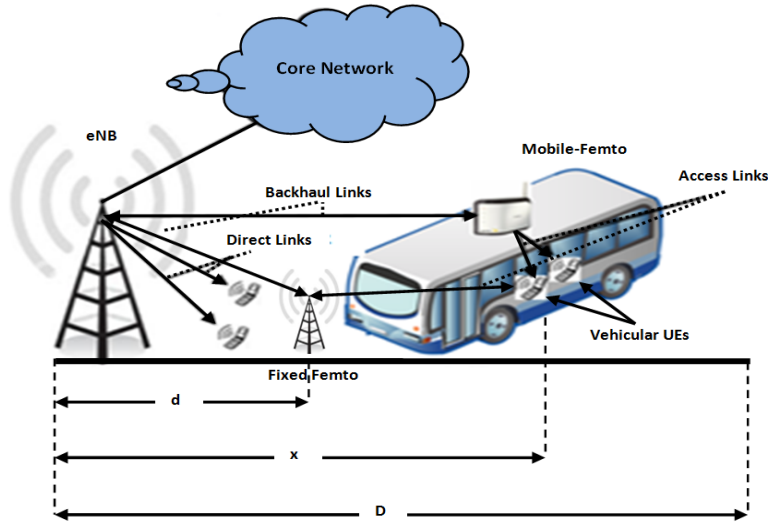 Core Network
eNB
Mobile-Femto
Access Links
Backhaul Links
Direct Links
Vehicular UEs
Fixed Femto
d
x
D